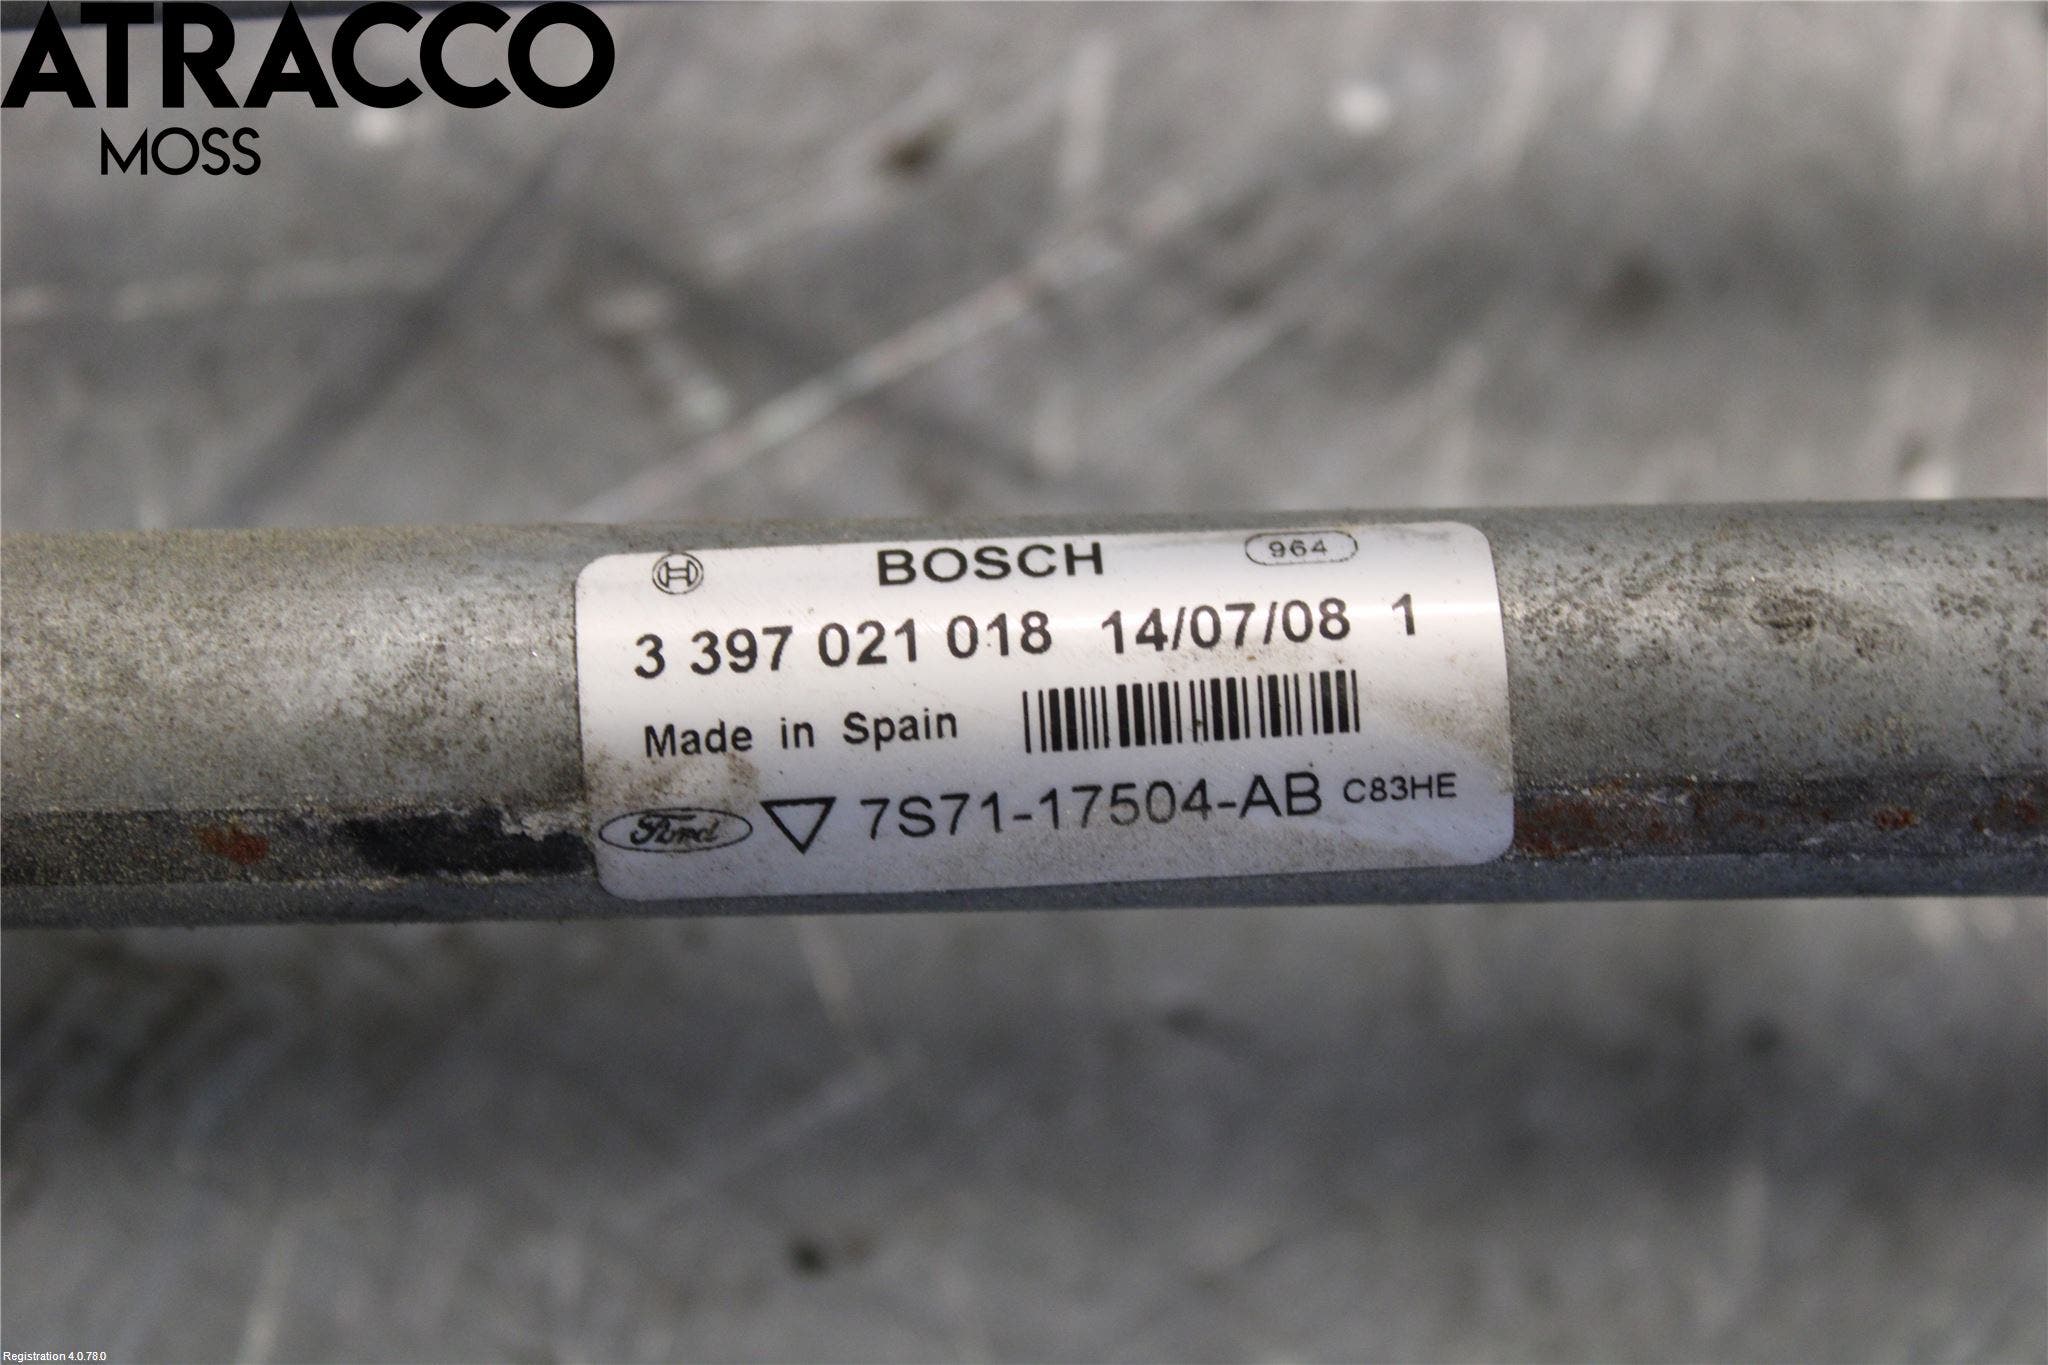 ATRACCO
MOSS
BOSCH 964
3 397 021 018 14/07/08 1
Made in Spain
Ford 7S71-17504-AB C83HE
Registration 4.0.78.0